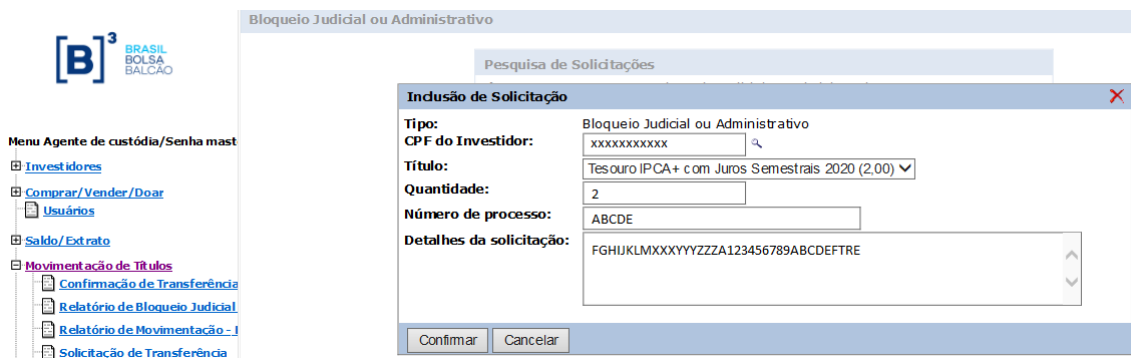 Bloqueio Judicial ou Administrativo
[B]³ BRASIL
BOLSA
BALCÃO
Pesquisa de Solicitações
Inclusão de Solicitação
Tipo: Bloqueio Judicial ou Administrativo
CPF do Investidor: xxxxxxxxxxx
Título: Tesouro IPCA+ com Juros Semestrais 2020 (2,00)
Quantidade: 2
Número de processo: ABCDE
Detalhes da solicitação: FGHIJKLMXXXYYYZZZA123456789ABCDEFTRE
Confirmar Cancelar
Menu Agente de custódia/Senha mast
Investidores
Comprar/Vender/Doar
Usuários
Saldo/Extrato
Movimentação de Títulos
Confirmação de Transferência
Relatório de Bloqueio Judicial
Relatório de Movimentação -
Solicitação de Transferência